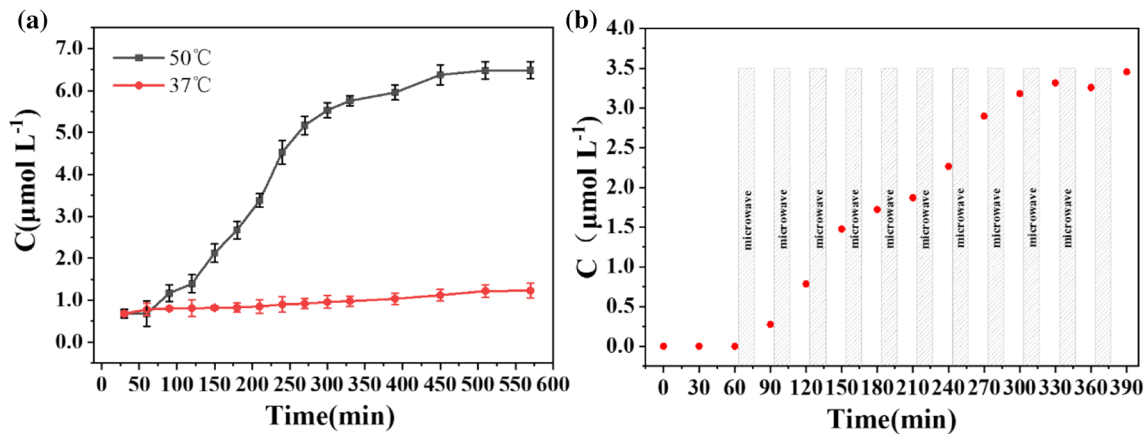 (a)
7.0
6.0
5.0
4.0
3.0
2.0
1.0
0.0
C(μmol L-1)
50℃
37℃
0 50 100 150 200 250 300 350 400 450 500 550 600
Time(min)
(b)
4.0
3.5
3.0
2.5
2.0
1.5
1.0
0.5
0.0
C (μmol L-1)
microwave
microwave
microwave
microwave
microwave
microwave
microwave
microwave
microwave
microwave
0 30 60 90 120 150 180 210 240 270 300 330 360 390
Time(min)